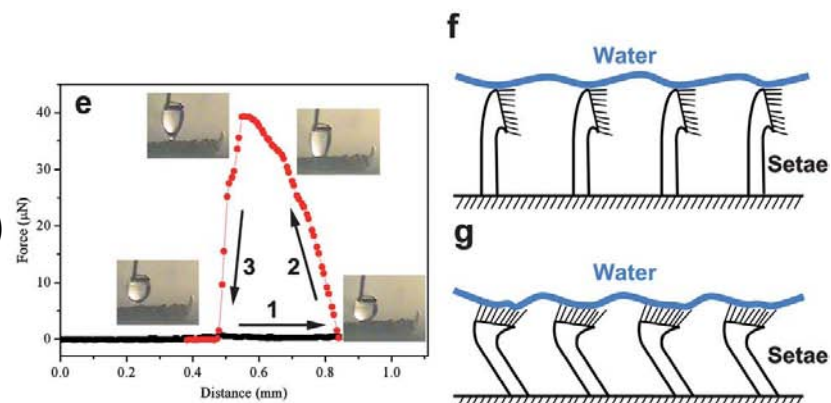 e
40
30
20
10
0
Force (μN)
3
2
1
0.0 0.2 0.4 0.6 0.8 1.0
Distance (mm)
f
Water
Setae
g
Water
Setae